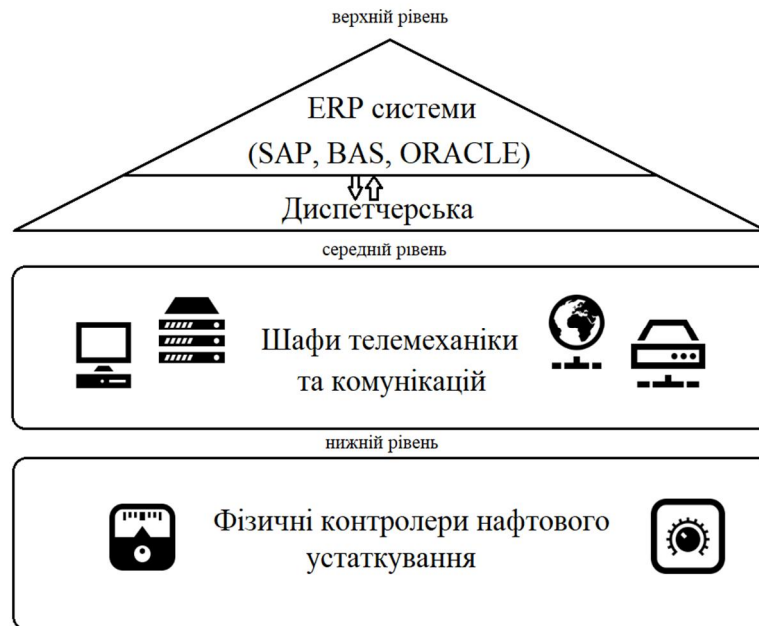 верхній рівень
ERP системи
(SAP, BAS, ORACLE)
Диспетчерська
середній рівень
Шафи телемеханіки
та комунікацій
нижній рівень
Фізичні контролери нафтового
устаткування